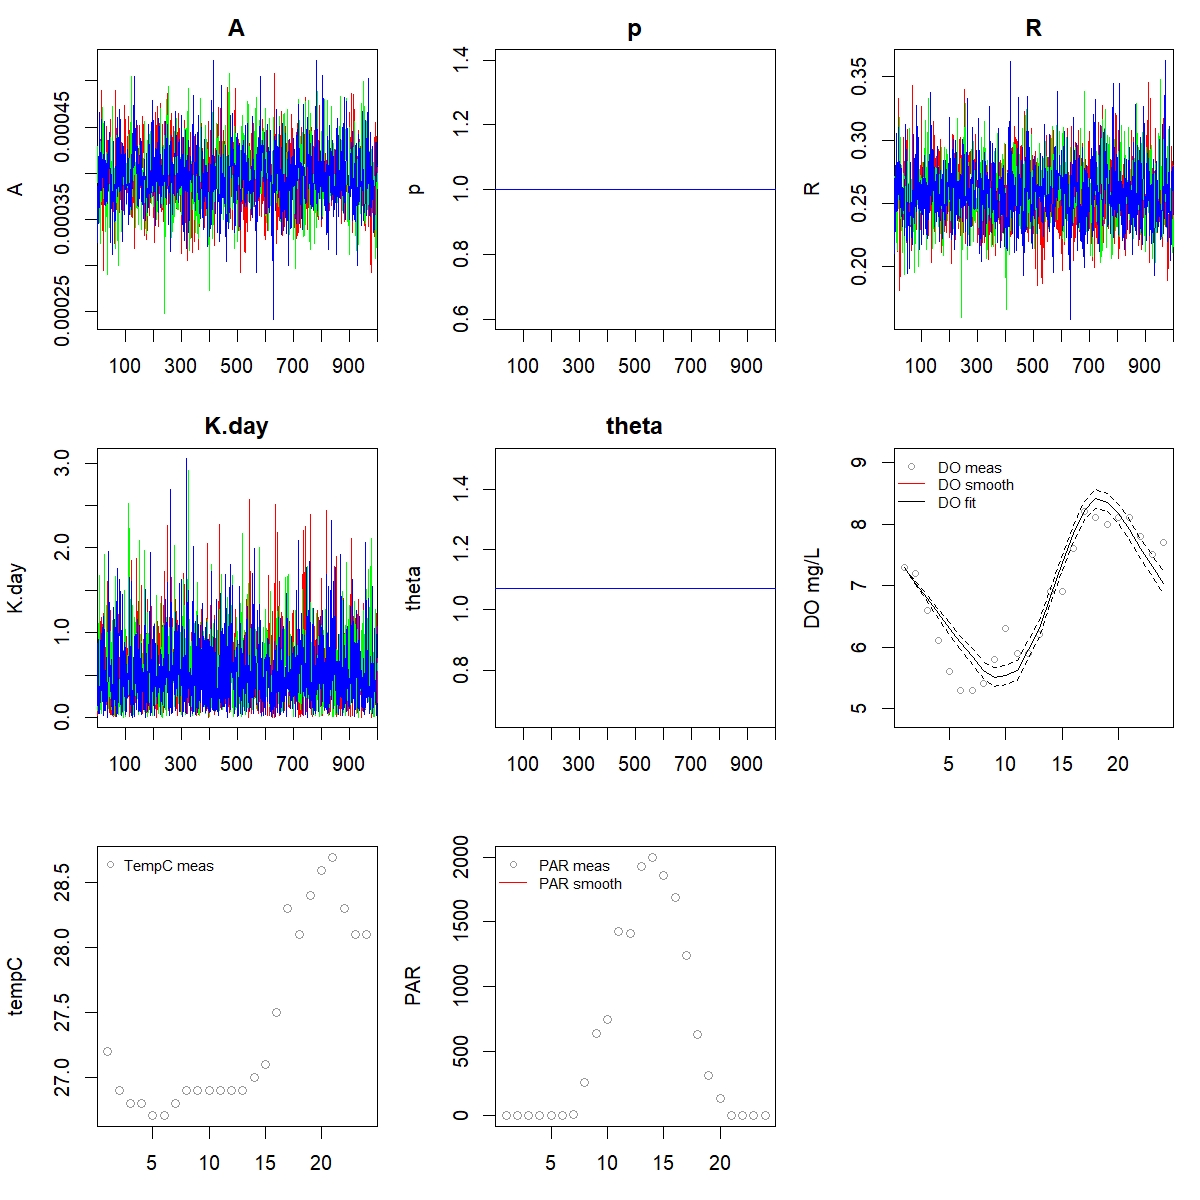 A
A
0.00025 0.00035 0.00045
100 300 500 700 900
p
p
0.6 0.8 1.0 1.2 1.4
100 300 500 700 900
R
R
0.20 0.25 0.30 0.35
100 300 500 700 900
K.day
K.day
0.0 1.0 2.0 3.0
100 300 500 700 900
theta
theta
0.8 1.0 1.2 1.4
100 300 500 700 900
DO mg/L
5 6 7 8 9
DO meas
DO smooth
DO fit
5 10 15 20
tempC
27.0 27.5 28.0 28.5
TempC meas
5 10 15 20
PAR
0 500 1000 1500 2000
PAR meas
PAR smooth
5 10 15 20